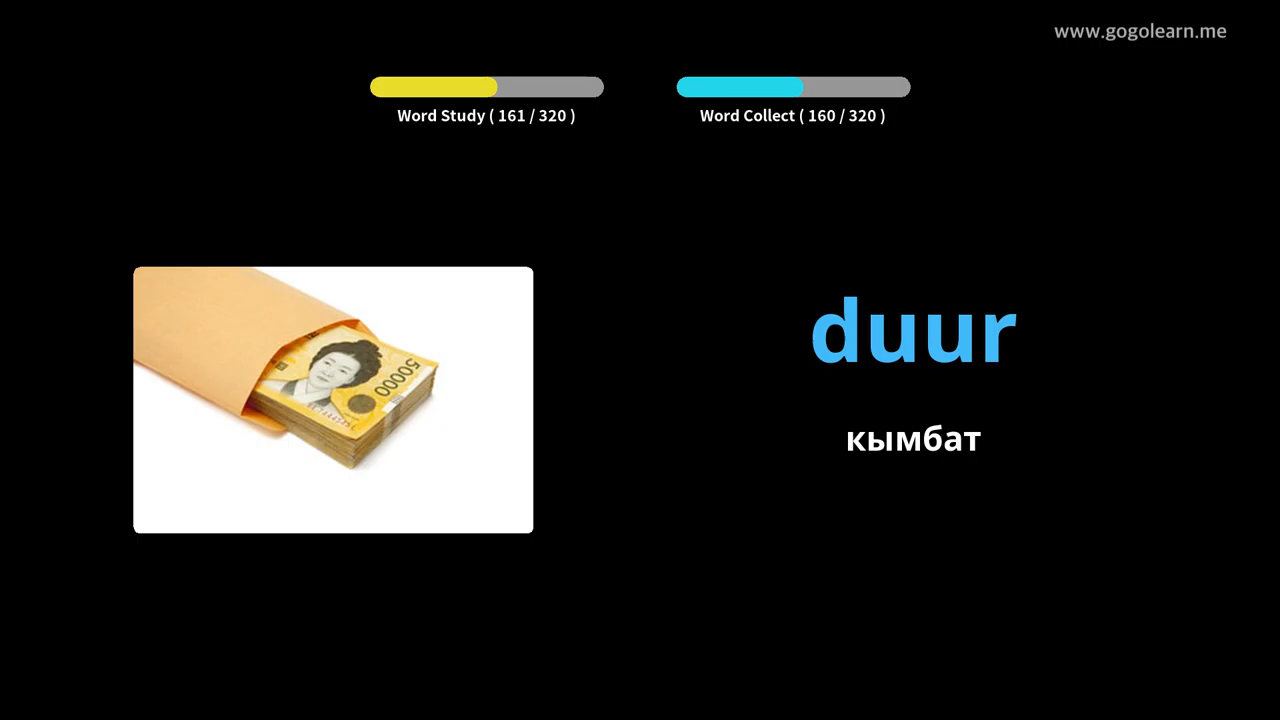 www.gogolearn.me
Word Study ( 161 / 320 )
Word Collect ( 160 / 320 )
50000
duur
кымбат